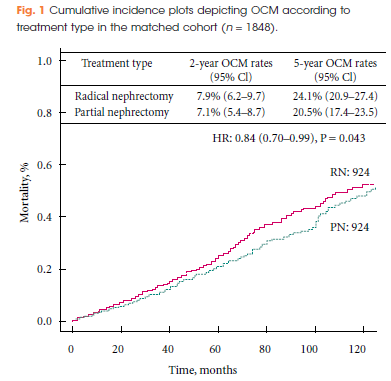 Fig. 1 Cumulative incidence plots depicting OCM according to
treatment type in the matched cohort (n = 1848).
1.0
Treatment type 2-year OCM rates 5-year OCM rates
(95% CI) (95% CI)
Radical nephrectomy 7.9% (6.2–9.7) 24.1% (20.9–27.4)
0.8 Partial nephrectomy 7.1% (5.4–8.7) 20.5% (17.4–23.5)
HR: 0.84 (0.70–0.99), P = 0.043
0.6
RN: 924
Mortality, %
0.4
PN: 924
0.2
0.0
0 20 40 60 80 100 120
Time, months